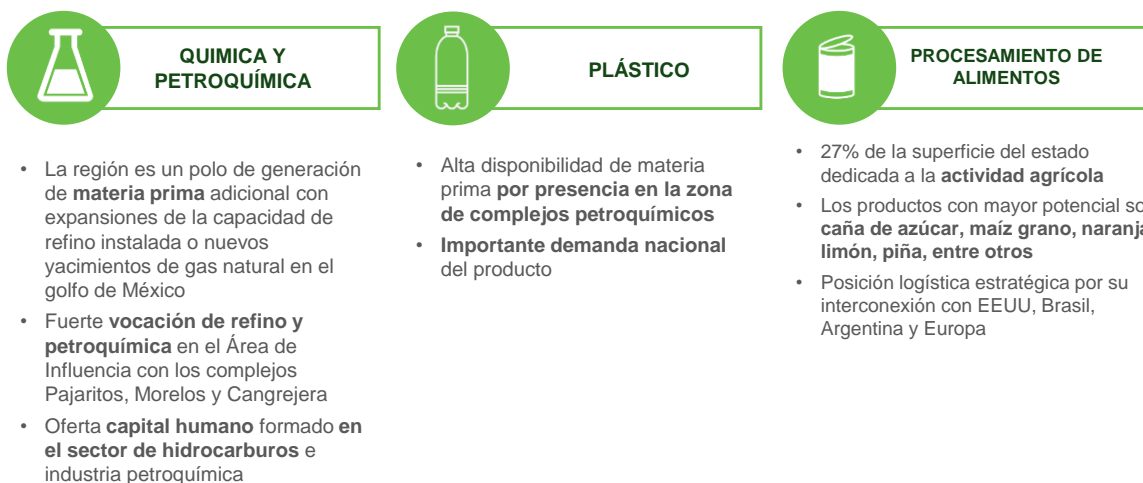 QUIMICA Y
PETROQUÍMICA
• La región es un polo de generación
de materia prima adicional con
expansiones de la capacidad de
refino instalada o nuevos
yacimientos de gas natural en el
golfo de México
• Fuerte vocación de refino y
petroquímica en el Área de
Influencia con los complejos
Pajaritos, Morelos y Cangrejera
• Oferta capital humano formado en
el sector de hidrocarburos e
industria petroquímica
PLÁSTICO
• Alta disponibilidad de materia
prima por presencia en la zona
de complejos petroquímicos
• Importante demanda nacional
del producto
PROCESAMIENTO DE
ALIMENTOS
• 27% de la superficie del estado
dedicada a la actividad agrícola
• Los productos con mayor potencial so
caña de azúcar, maíz grano, naranja
limón, piña, entre otros
• Posición logística estratégica por su
interconexión con EEUU, Brasil,
Argentina y Europa